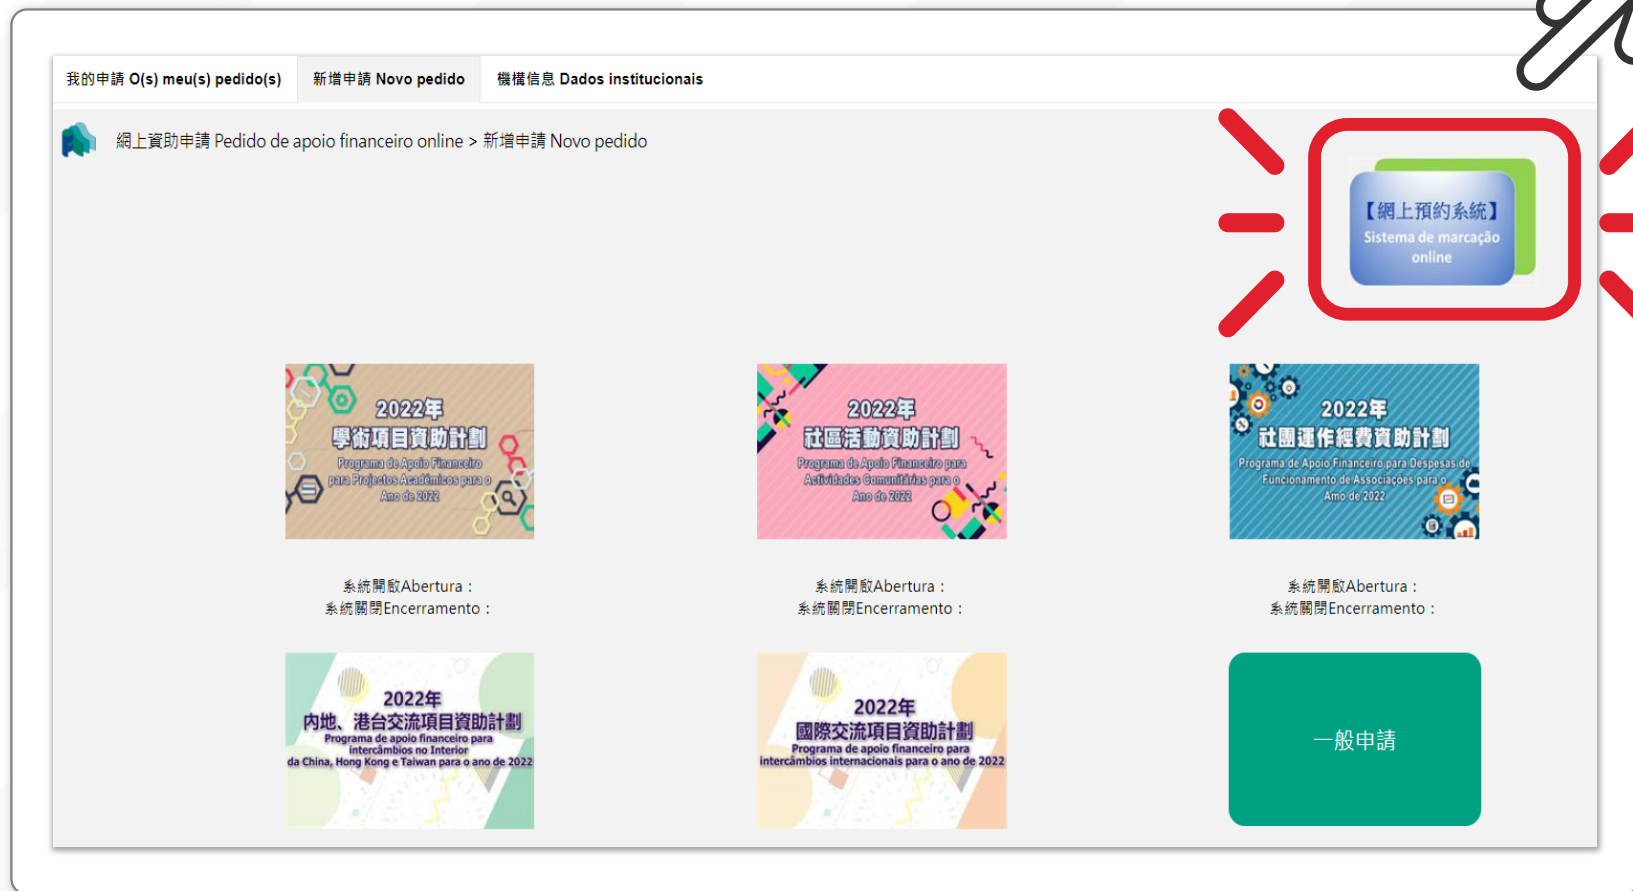 我的申請 O(s) meu(s) pedido(s)
新增申請 Novo pedido
機構信息 Dados institucionais
網上資助申請 Pedido de apoio financeiro online > 新增申請 Novo pedido
【網上預約系統】
Sistema de marcação
online
2022年
學術項目資助計劃
Programa de Apoio Financeiro
para Projectos Académicos para o
Ano de 2022
2022年
社區活動資助計劃
Programa de Apoio Financeiro para
Actividades Comunitárias para o
Ano de 2022
2022年
社團運作經費資助計劃
Programa de Apoio Financeiro para Despesas de
Funcionamento de Associações para o
Amo de 2022
系統開啟Abertura：
系統關閉Encerramento：
系統開啟Abertura：
系統關閉Encerramento：
系統開啟Abertura：
系統關閉Encerramento：
2022年
內地、港台交流項目資助計劃
Programa de apoio financeiro para
intercâmbios no Interior
da China, Hong Kong e Taiwan para o ano de 2022
2022年
國際交流項目資助計劃
Programa de apoio financeiro para
intercâmbios internacionais para o ano de 2022
一般申請